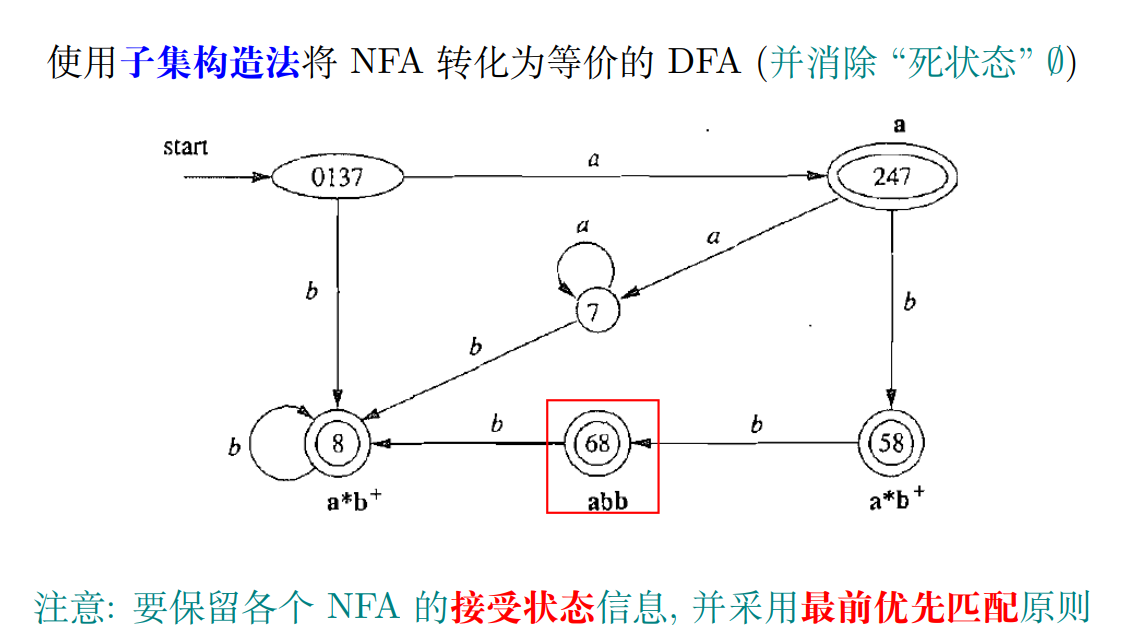 使用子集构造法将 NFA 转化为等价的 DFA (并消除 “死状态” ∅)
a
start
0137
a
247
a
a
b
7
b
b
b
8
b
68
b
58
a*b⁺
abb
a*b⁺
注意: 要保留各个 NFA 的接受状态信息, 并采用最前优先匹配原则